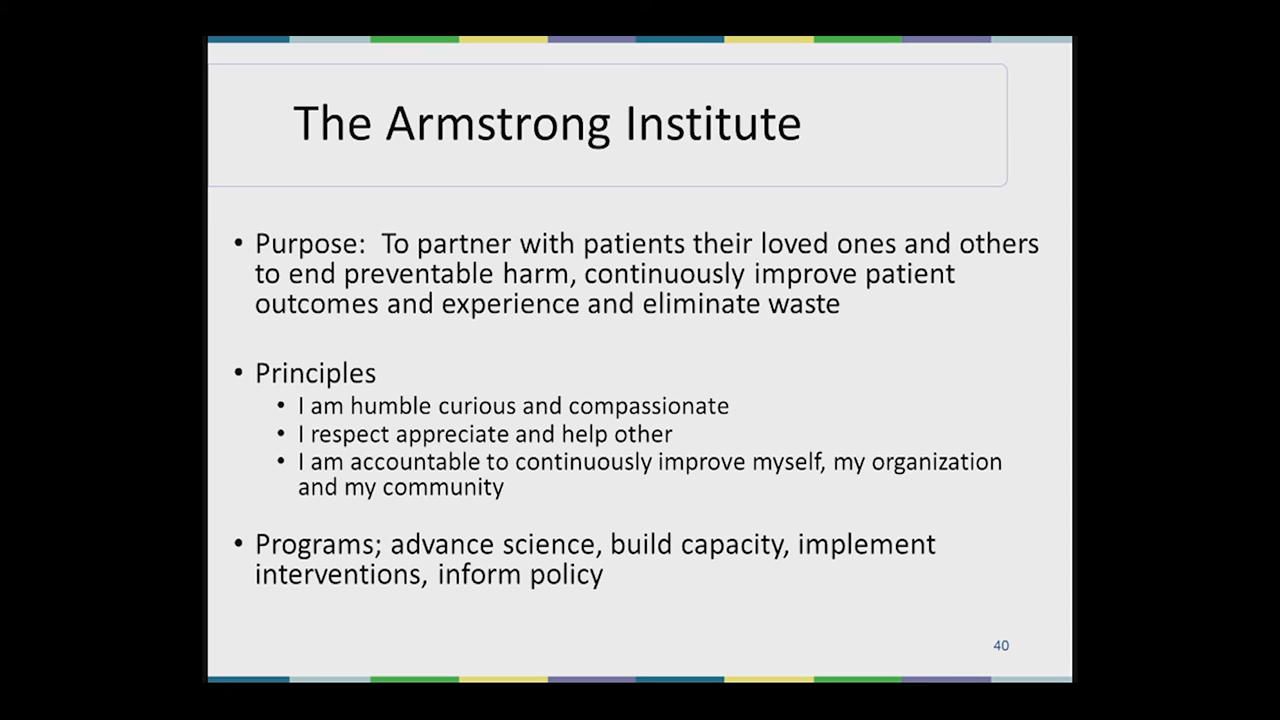 The Armstrong Institute
• Purpose:  To partner with patients their loved ones and others
to end preventable harm, continuously improve patient
outcomes and experience and eliminate waste
• Principles
• I am humble curious and compassionate
• I respect appreciate and help other
• I am accountable to continuously improve myself, my organization
and my community
• Programs; advance science, build capacity, implement
interventions, inform policy
40